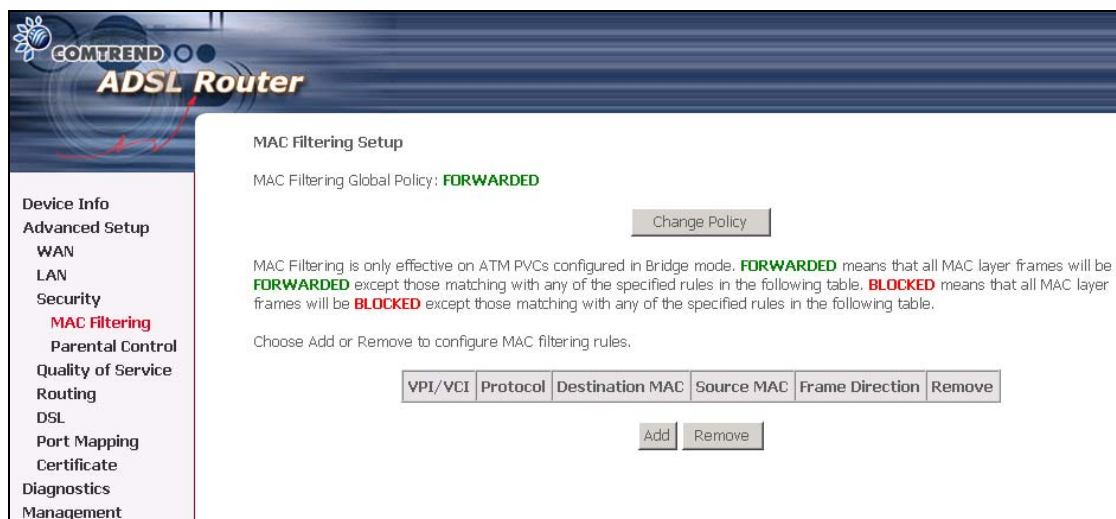 COMTREND
ADSL Router
Device Info
Advanced Setup
WAN
LAN
Security
MAC Filtering
Parental Control
Quality of Service
Routing
DSL
Port Mapping
Certificate
Diagnostics
Management
MAC Filtering Setup
MAC Filtering Global Policy: FORWARDED
Change Policy
MAC Filtering is only effective on ATM PVCs configured in Bridge mode. FORWARDED means that all MAC layer frames will be
FORWARDED except those matching with any of the specified rules in the following table. BLOCKED means that all MAC layer
frames will be BLOCKED except those matching with any of the specified rules in the following table.
Choose Add or Remove to configure MAC filtering rules.
VPI/VCI Protocol Destination MAC Source MAC Frame Direction Remove
Add Remove